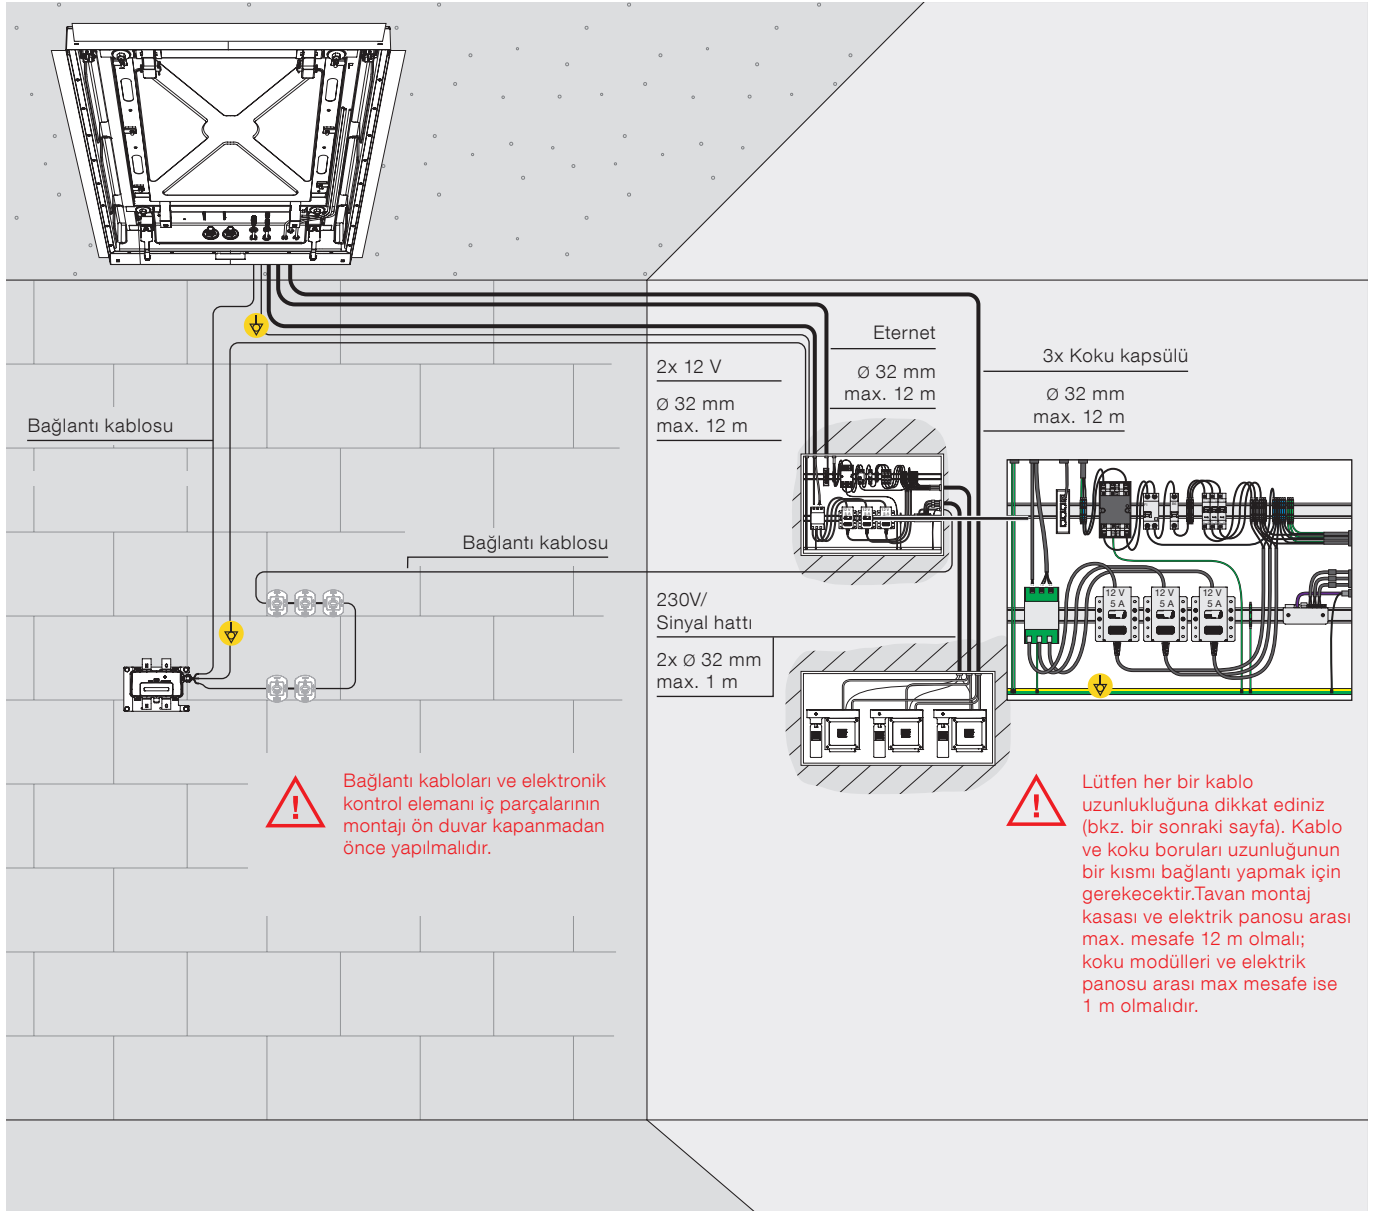 Eternet
Ø 32 mm
max. 12 m
2x 12 V
Ø 32 mm
max. 12 m
3x Koku kapsülü
Ø 32 mm
max. 12 m
Bağlantı kablosu
Bağlantı kablosu
230V/
Sinyal hattı
2x Ø 32 mm
max. 1 m
12 V
5 A
12 V
5 A
12 V
5 A
Bağlantı kabloları ve elektronik
kontrol elemanı iç parçalarının
montajı ön duvar kapanmadan
önce yapılmalıdır.
Lütfen her bir kablo
uzunlukluğuna dikkat ediniz
(bkz. bir sonraki sayfa). Kablo
ve koku boruları uzunluğunun
bir kısmı bağlantı yapmak için
gerekecektir.Tavan montaj
kasası ve elektrik panosu arası
max. mesafe 12 m olmalı;
koku modülleri ve elektrik
panosu arası max mesafe ise
1 m olmalıdır.